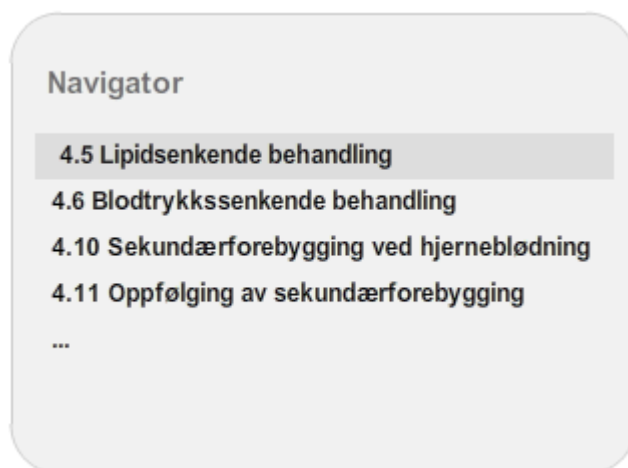 Navigator
4.5 Lipidsenkende behandling
4.6 Blodtrykkssenkende behandling
4.10 Sekundærforebygging ved hjerneblødning
4.11 Oppfølging av sekundærforebygging
...